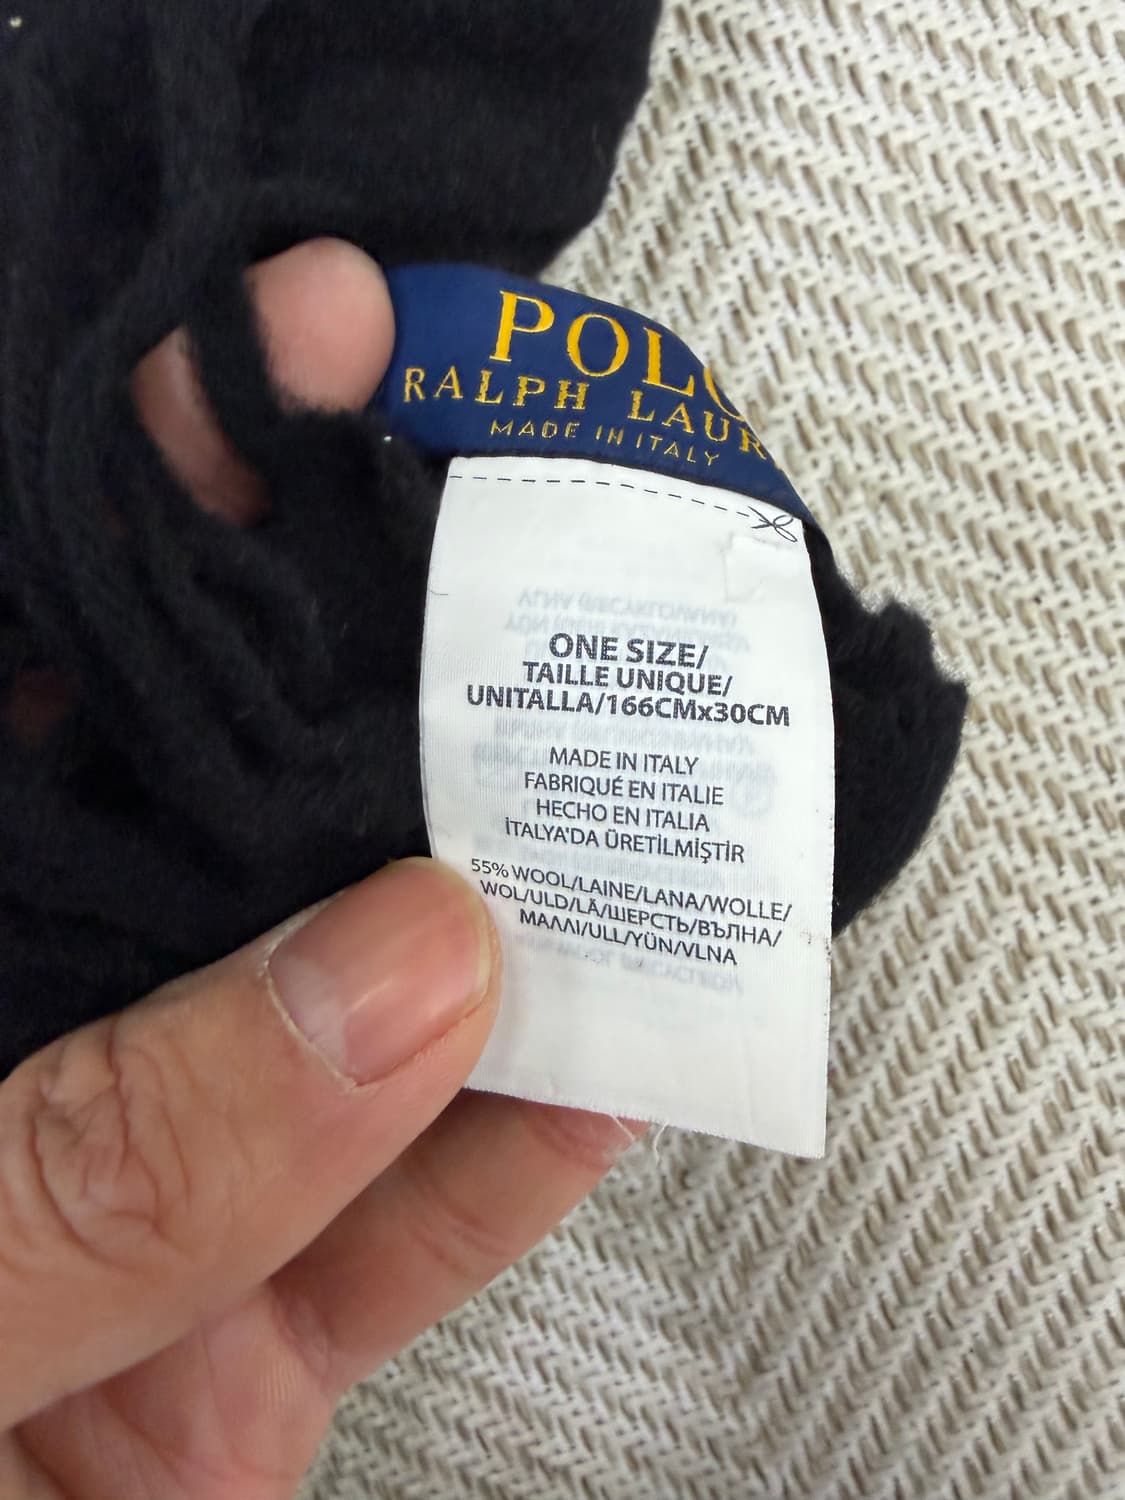 POLO
RALPH LAUR
MADE IN ITALY
ONE SIZE/
TAILLE UNIQUE/
UNITALLA/166CMx30CM
MADE IN ITALY
FABRIQUÉ EN ITALIE
HECHO EN ITALIA
İTALYA'DA ÜRETİLMİŞTİR
55% WOOL/LAINE/LANA/WOLLE/
WOL/ULD/LÃ/ШЕРСТЬ/ВЪЛНА/
ΜΑΛΛΙ/ULL/YÜN/VLNA